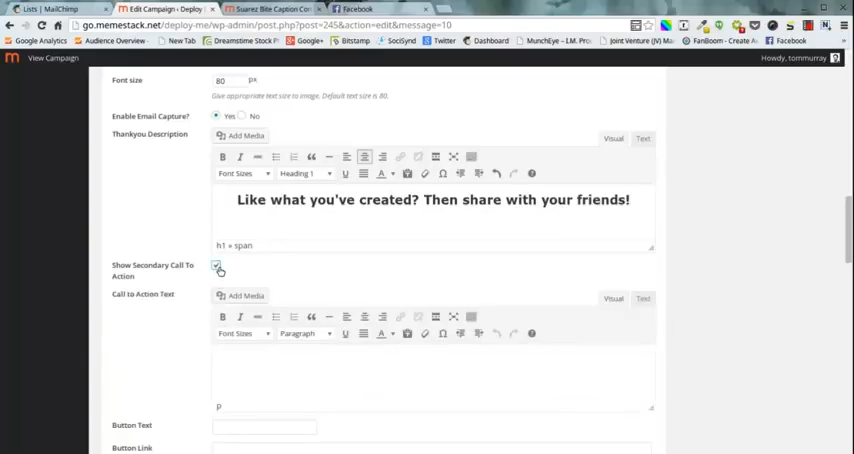 Lists | MailChimp
Edit Campaign ‹ Deploy
Suarez Bite Caption Con
Facebook
go.memestack.net/deploy-me/wp-admin/post.php?post=245&action=edit&message=10
Google Analytics
Audience Overview
New Tab
Dreamstime Stock P
Google+
Bitstamp
SociSynd
Twitter
Dashboard
MunchEye – I.M. Pro
Joint Venture (JV) Ma
FanBoom - Create A
Facebook
View Campaign
Howdy, tommurray
Font size
80
px
Give appropriate text size to image. Default text size is 80.
Enable Email Capture?
Yes
No
Thankyou Description
Add Media
Visual
Text
Font Sizes
Heading 1
Like what you've created? Then share with your friends!
h1 » span
Show Secondary Call To
Action
Call to Action Text
Add Media
Visual
Text
Font Sizes
Paragraph
p
Button Text
Button Link